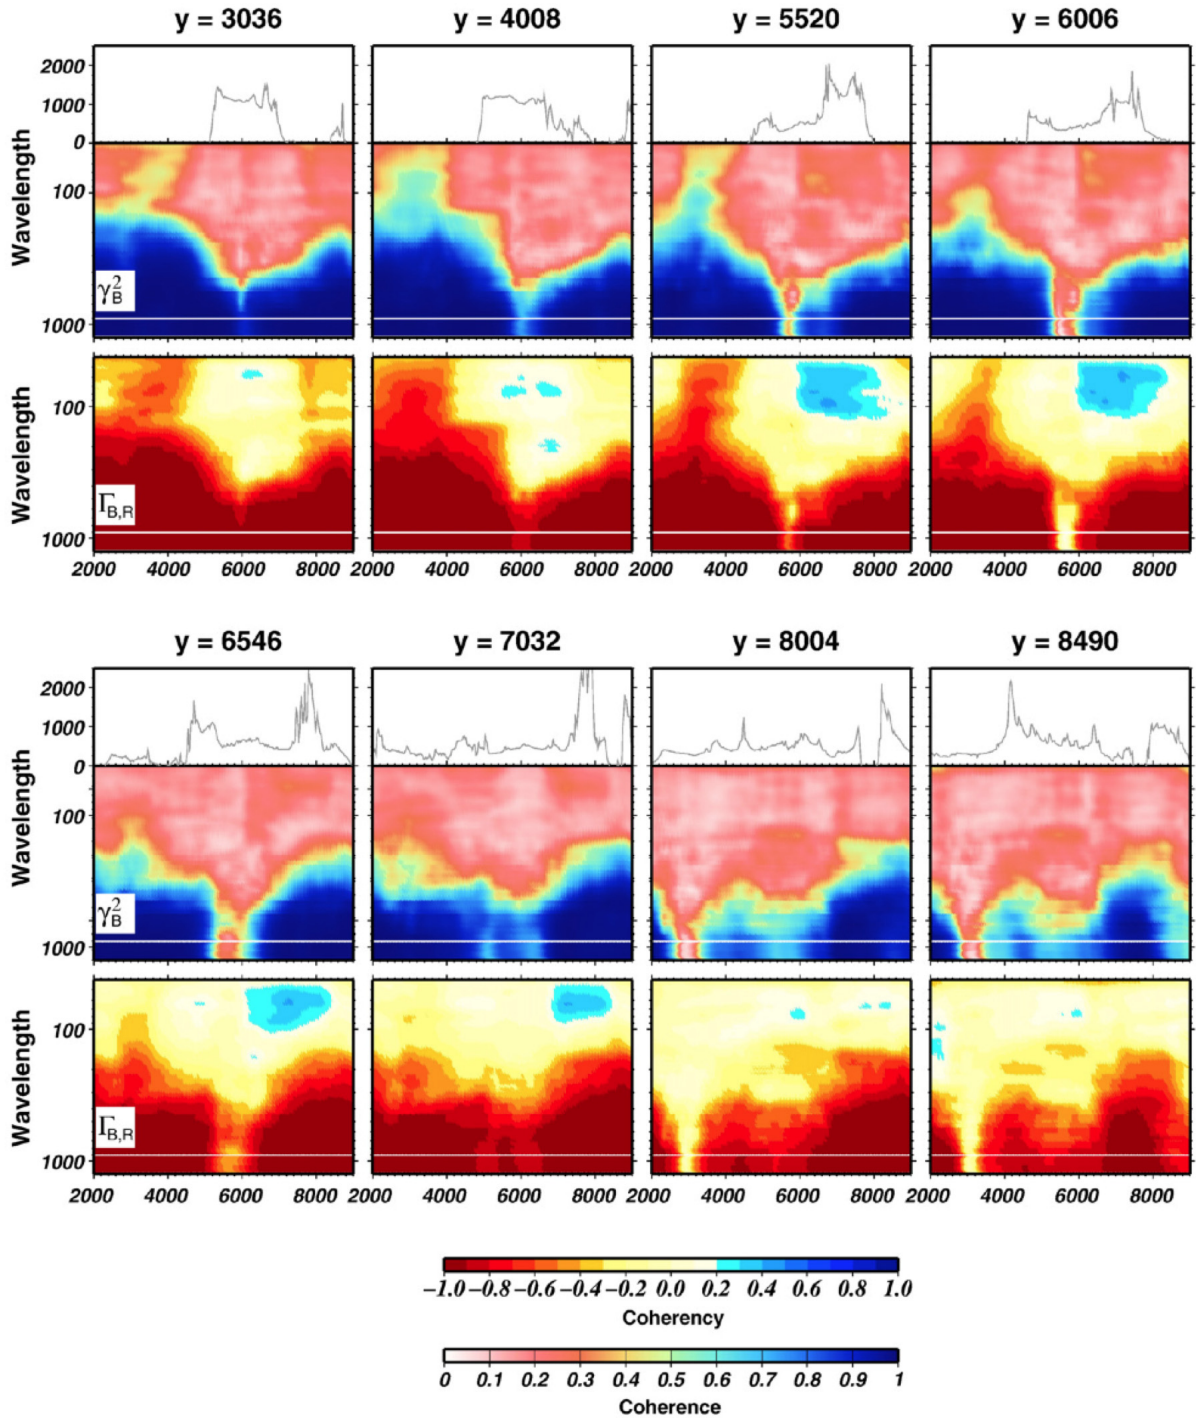 y = 3036 y = 4008 y = 5520 y = 6006
2000
1000
0
Wavelength
100
γ²B
1000
Wavelength
100
ΓB,R
1000
2000 4000 6000 8000 2000 4000 6000 8000 2000 4000 6000 8000 2000 4000 6000 8000
y = 6546 y = 7032 y = 8004 y = 8490
2000
1000
0
Wavelength
100
γ²B
1000
Wavelength
100
ΓB,R
1000
2000 4000 6000 8000 2000 4000 6000 8000 2000 4000 6000 8000 2000 4000 6000 8000
−1.0 −0.8 −0.6 −0.4 −0.2 0.0 0.2 0.4 0.6 0.8 1.0
Coherency
0 0.1 0.2 0.3 0.4 0.5 0.6 0.7 0.8 0.9 1
Coherence